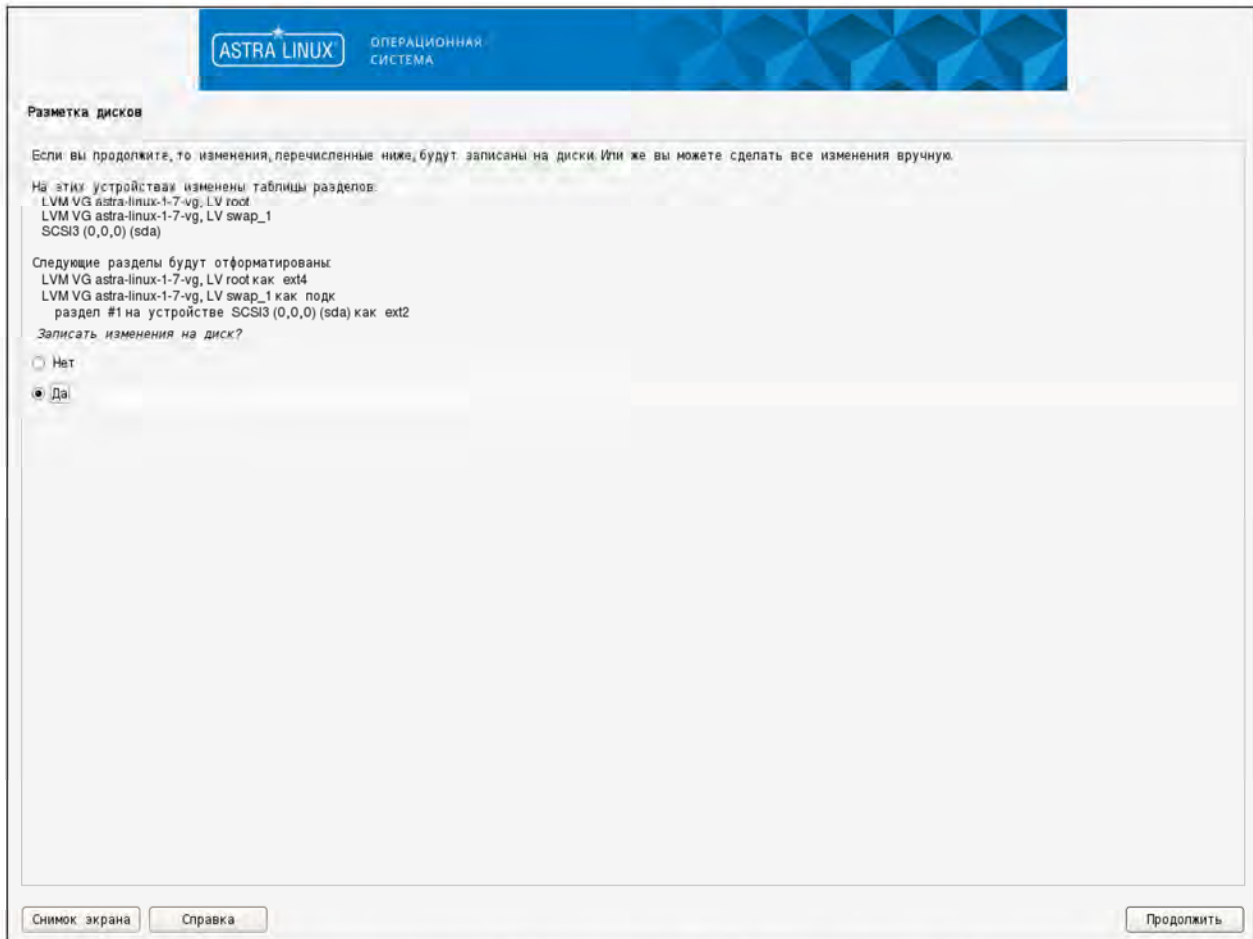 ASTRA LINUX
ОПЕРАЦИОННАЯ
СИСТЕМА
Разметка дисков
Если вы продолжите, то изменения, перечисленные ниже, будут записаны на диски. Или же вы можете сделать все изменения вручную.
На этих устройствах изменены таблицы разделов:
LVM VG astra-linux-1-7-vg, LV root
LVM VG astra-linux-1-7-vg, LV swap_1
SCSI3 (0,0,0) (sda)
Следующие разделы будут отформатированы:
LVM VG astra-linux-1-7-vg, LV root как ext4
LVM VG astra-linux-1-7-vg, LV swap_1 как подк
раздел #1 на устройстве SCSI3 (0,0,0) (sda) как ext2
Записать изменения на диск?
Нет
Да
Снимок экрана
Справка
Продолжить